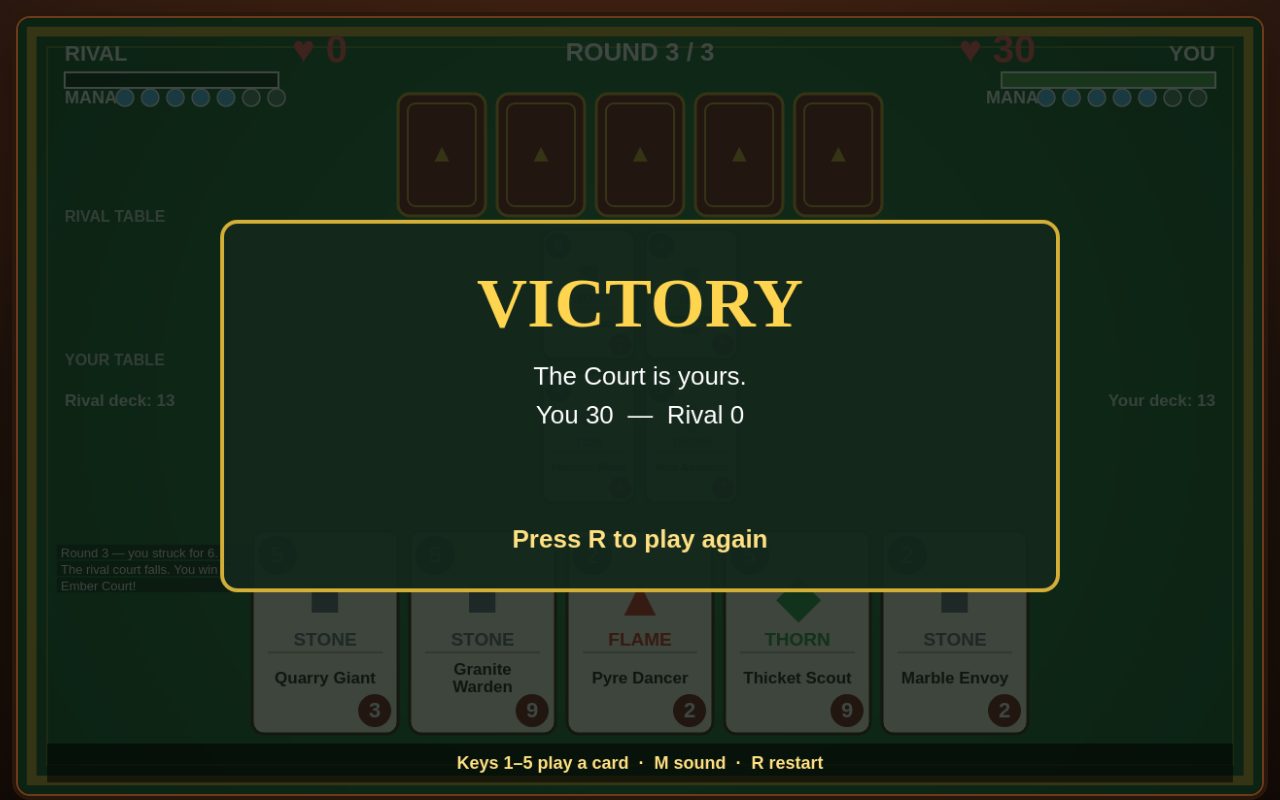 RIVAL
♥ 0
ROUND 3 / 3
♥ 30
YOU
MANA
MANA
RIVAL TABLE
VICTORY
The Court is yours.
You 30 — Rival 0
Press R to play again
YOUR TABLE
Rival deck: 13
Your deck: 13
Round 3 — you struck for 6.
The rival court falls. You win
Ember Court!
5
5
STONE
Quarry Giant
3
STONE
Granite
Warden
9
FLAME
Pyre Dancer
2
THORN
Thicket Scout
9
STONE
Marble Envoy
2
Keys 1–5 play a card · M sound · R restart